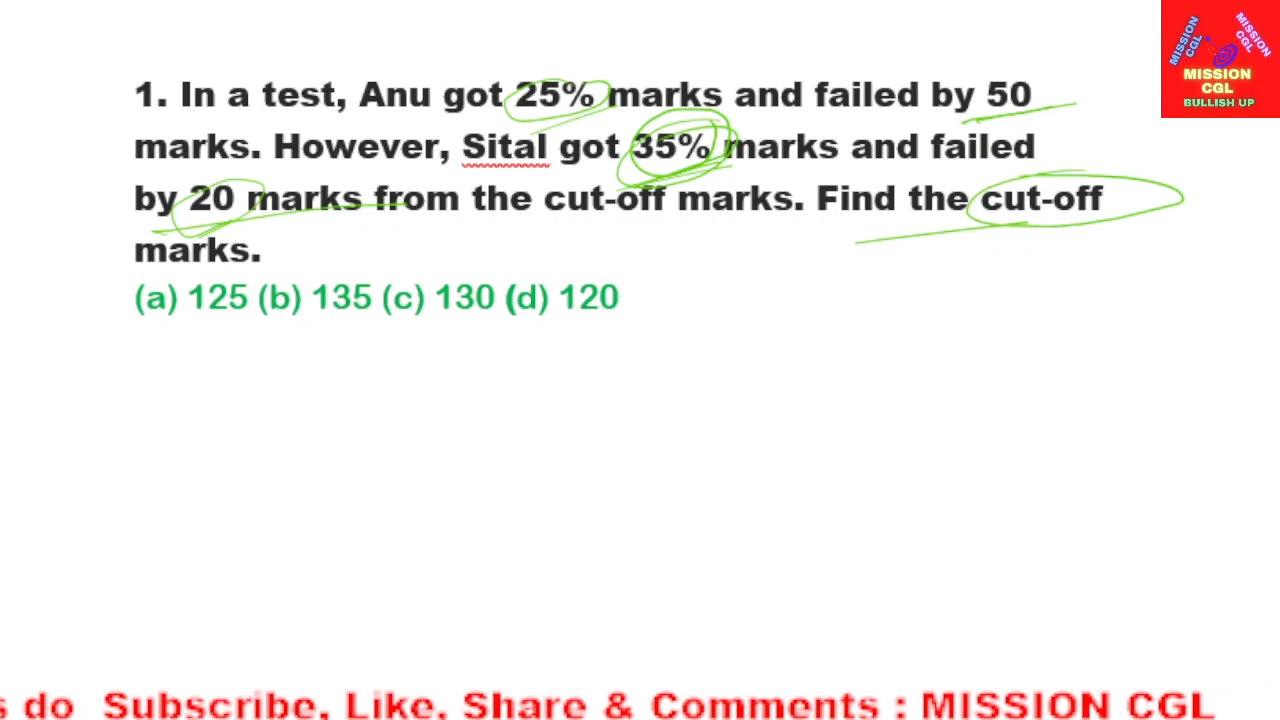 MISSION
CGL
MISSION
CGL
MISSION
CGL
BULLISH UP
1. In a test, Anu got 25% marks and failed by 50
marks. However, Sital got 35% marks and failed
by 20 marks from the cut-off marks. Find the cut-off
marks.
(a) 125 (b) 135 (c) 130 (d) 120
s do Subscribe, Like, Share & Comments : MISSION CGL